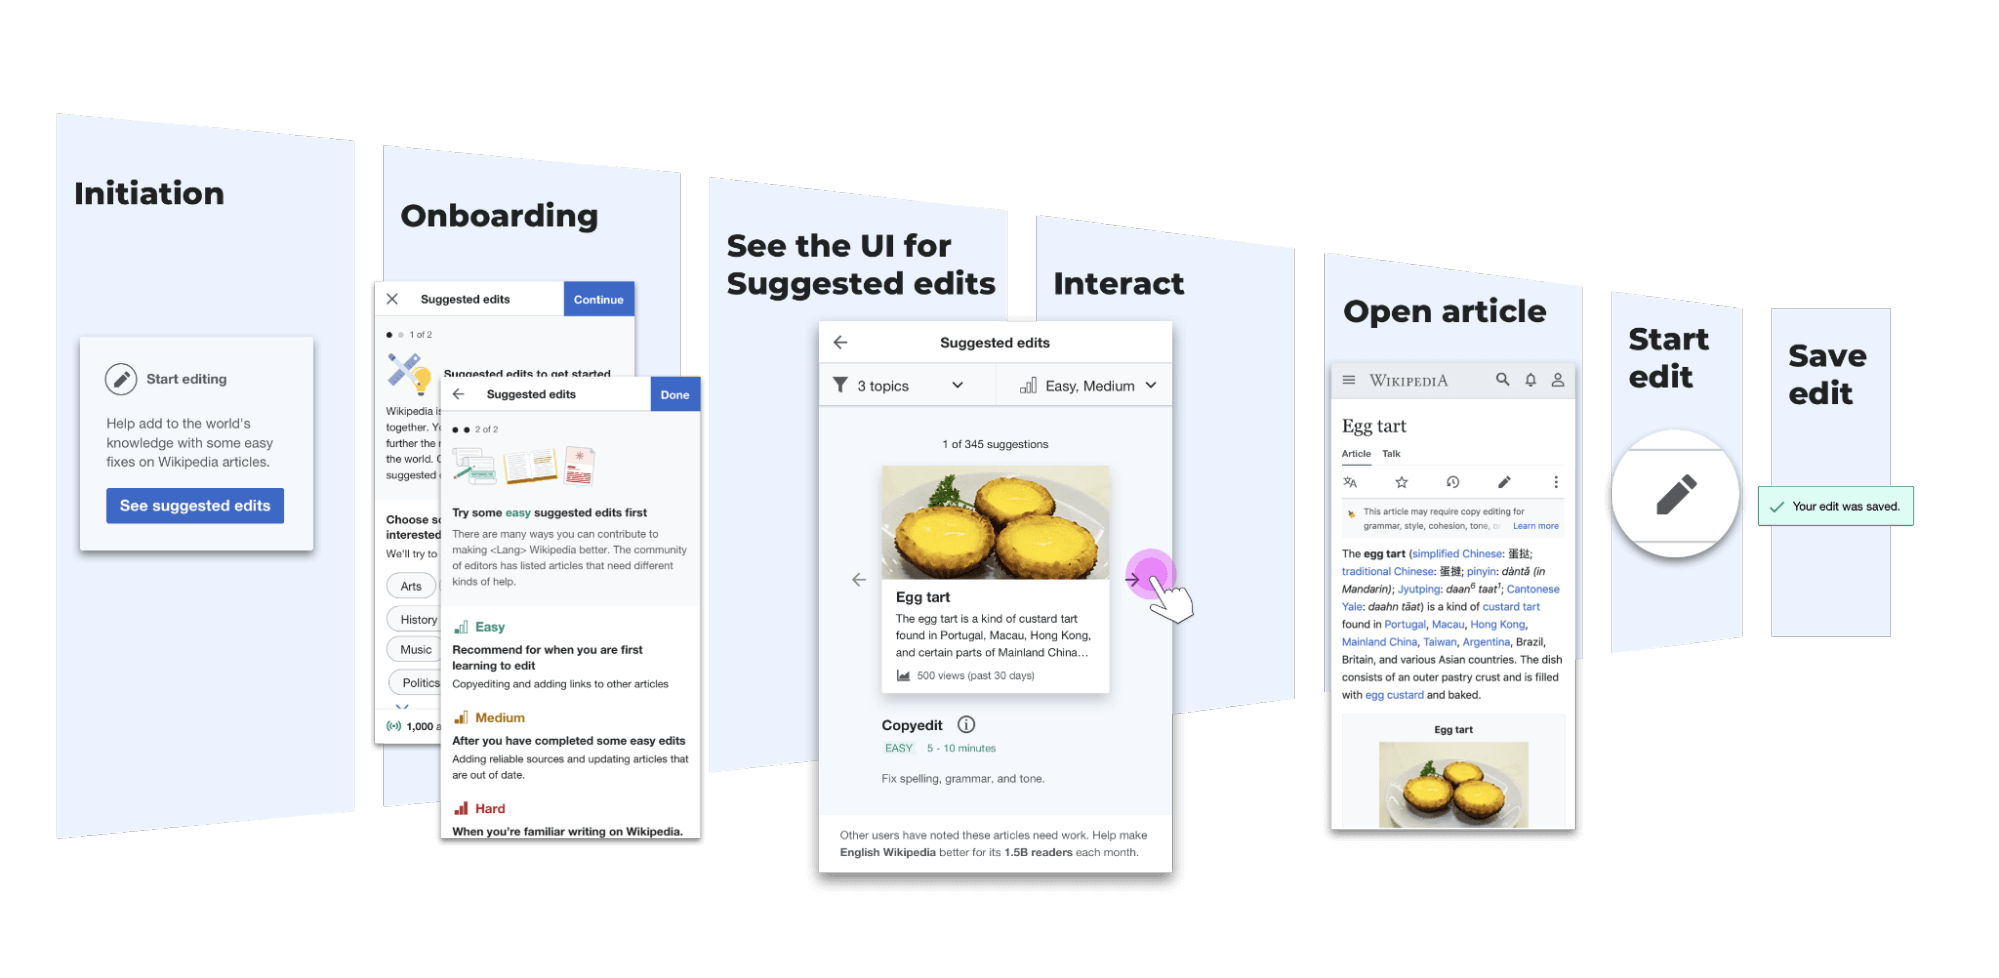 Initiation
Start editing
Help add to the world's
knowledge with some easy
fixes on Wikipedia articles.
See suggested edits
Onboarding
Suggested edits
Continue
1 of 2
Suggested edits to get started
Wikipedia is
together. Yo
further the
the world.
suggested
Choose
interested
We'll try to
Arts
History
Music
Politics
1,000
Suggested edits
Done
2 of 2
Try some easy suggested edits first
There are many ways you can contribute to
making <Lang> Wikipedia better. The community
of editors has listed articles that need different
kinds of help.
Easy
Recommend for when you are first
learning to edit
Copyediting and adding links to other articles
Medium
After you have completed some easy edits
Adding reliable sources and updating articles that
are out of date.
Hard
When you're familiar writing on Wikipedia.
See the UI for
Suggested edits
Interact
Suggested edits
3 topics
Easy, Medium
1 of 345 suggestions
Egg tart
The egg tart is a kind of custard tart
found in Portugal, Macau, Hong Kong,
and certain parts of Mainland China...
500 views (past 30 days)
Copyedit
EASY 5 - 10 minutes
Fix spelling, grammar, and tone.
Other users have noted these articles need work. Help make
English Wikipedia better for its 1.5B readers each month.
Open article
WIKIPEDIA
Egg tart
Article Talk
This article may require copy editing for
grammar, style, cohesion, tone, Learn more
The egg tart (simplified Chinese: 蛋挞;
traditional Chinese: 蛋撻; pinyin: dàntǎ (in
Mandarin); Jyutping: daan6 taat1; Cantonese
Yale: daahn tāat) is a kind of custard tart
found in Portugal, Macau, Hong Kong,
Mainland China, Taiwan, Argentina, Brazil,
Britain, and various Asian countries. The dish
consists of an outer pastry crust and is filled
with egg custard and baked.
Egg tart
Start
edit
Save
edit
Your edit was saved.